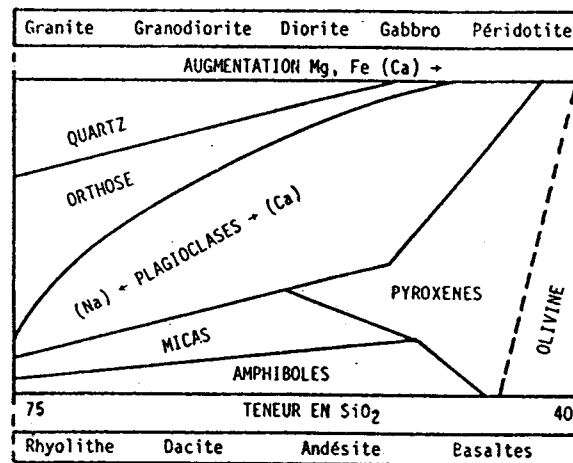 Granite Granodiorite Diorite Gabbro Péridotite
AUGMENTATION Mg, Fe (Ca) →
QUARTZ
ORTHOSE
(Na) ← PLAGIOCLASES → (Ca)
PYROXENES
OLIVINE
MICAS
AMPHIBOLES
75 TENEUR EN SiO₂ 40
Rhyolithe Dacite Andésite Basaltes